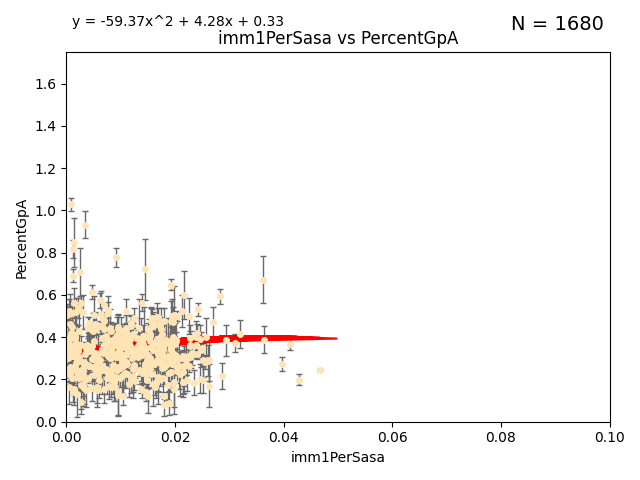 y = -59.37x^2 + 4.28x + 0.33
N = 1680
imm1PerSasa vs PercentGpA
PercentGpA
1.6
1.4
1.2
1.0
0.8
0.6
0.4
0.2
0.0
0.00 0.02 0.04 0.06 0.08 0.10
imm1PerSasa